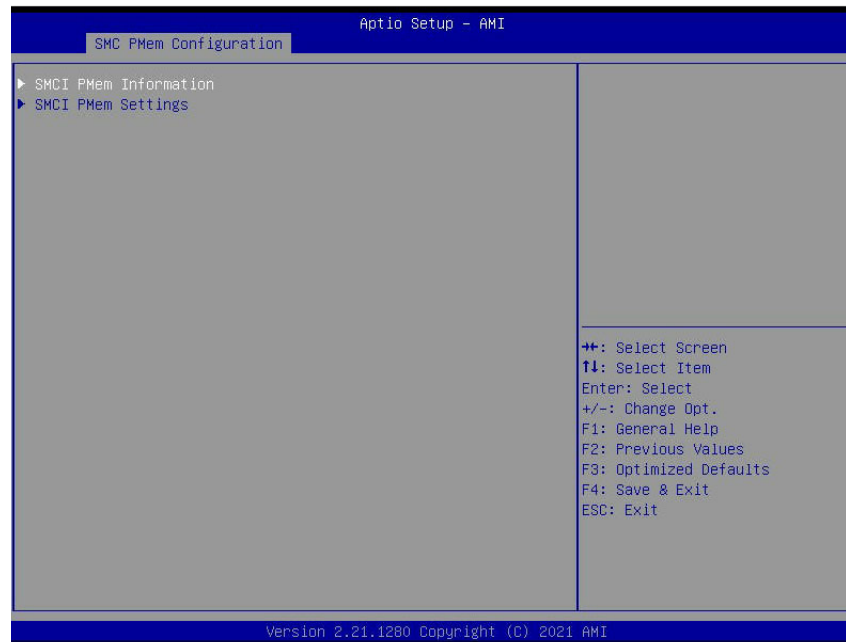 Aptio Setup – AMI
SMC PMem Configuration
▶ SMCI PMem Information
▶ SMCI PMem Settings
→←: Select Screen
↑↓: Select Item
Enter: Select
+/-: Change Opt.
F1: General Help
F2: Previous Values
F3: Optimized Defaults
F4: Save & Exit
ESC: Exit
Version 2.21.1280 Copyright (C) 2021 AMI